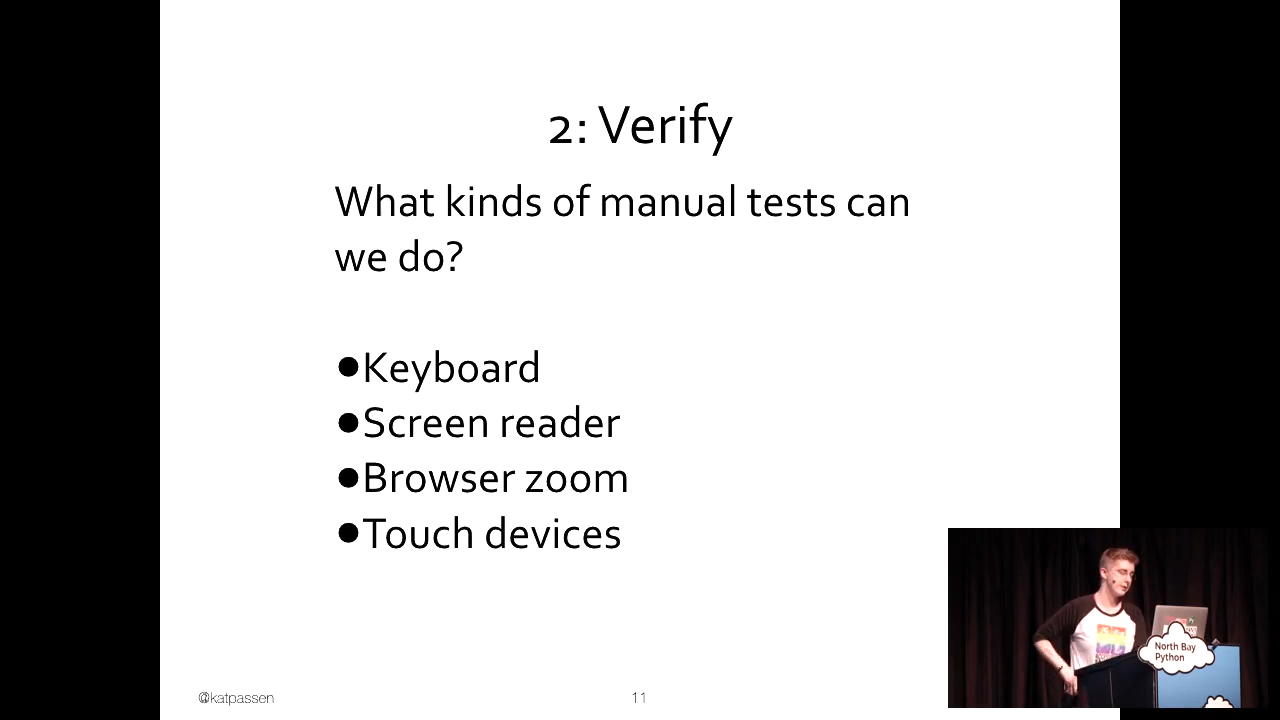 2: Verify
What kinds of manual tests can
we do?
●Keyboard
●Screen reader
●Browser zoom
●Touch devices
@katpassen
11
North Bay
Python